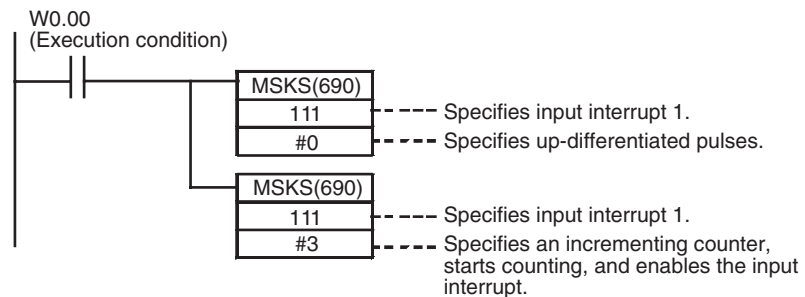 W0.00
(Execution condition)
MSKS(690)
111
Specifies input interrupt 1.
#0
Specifies up-differentiated pulses.
MSKS(690)
111
Specifies input interrupt 1.
#3
Specifies an incrementing counter,
starts counting, and enables the input
interrupt.